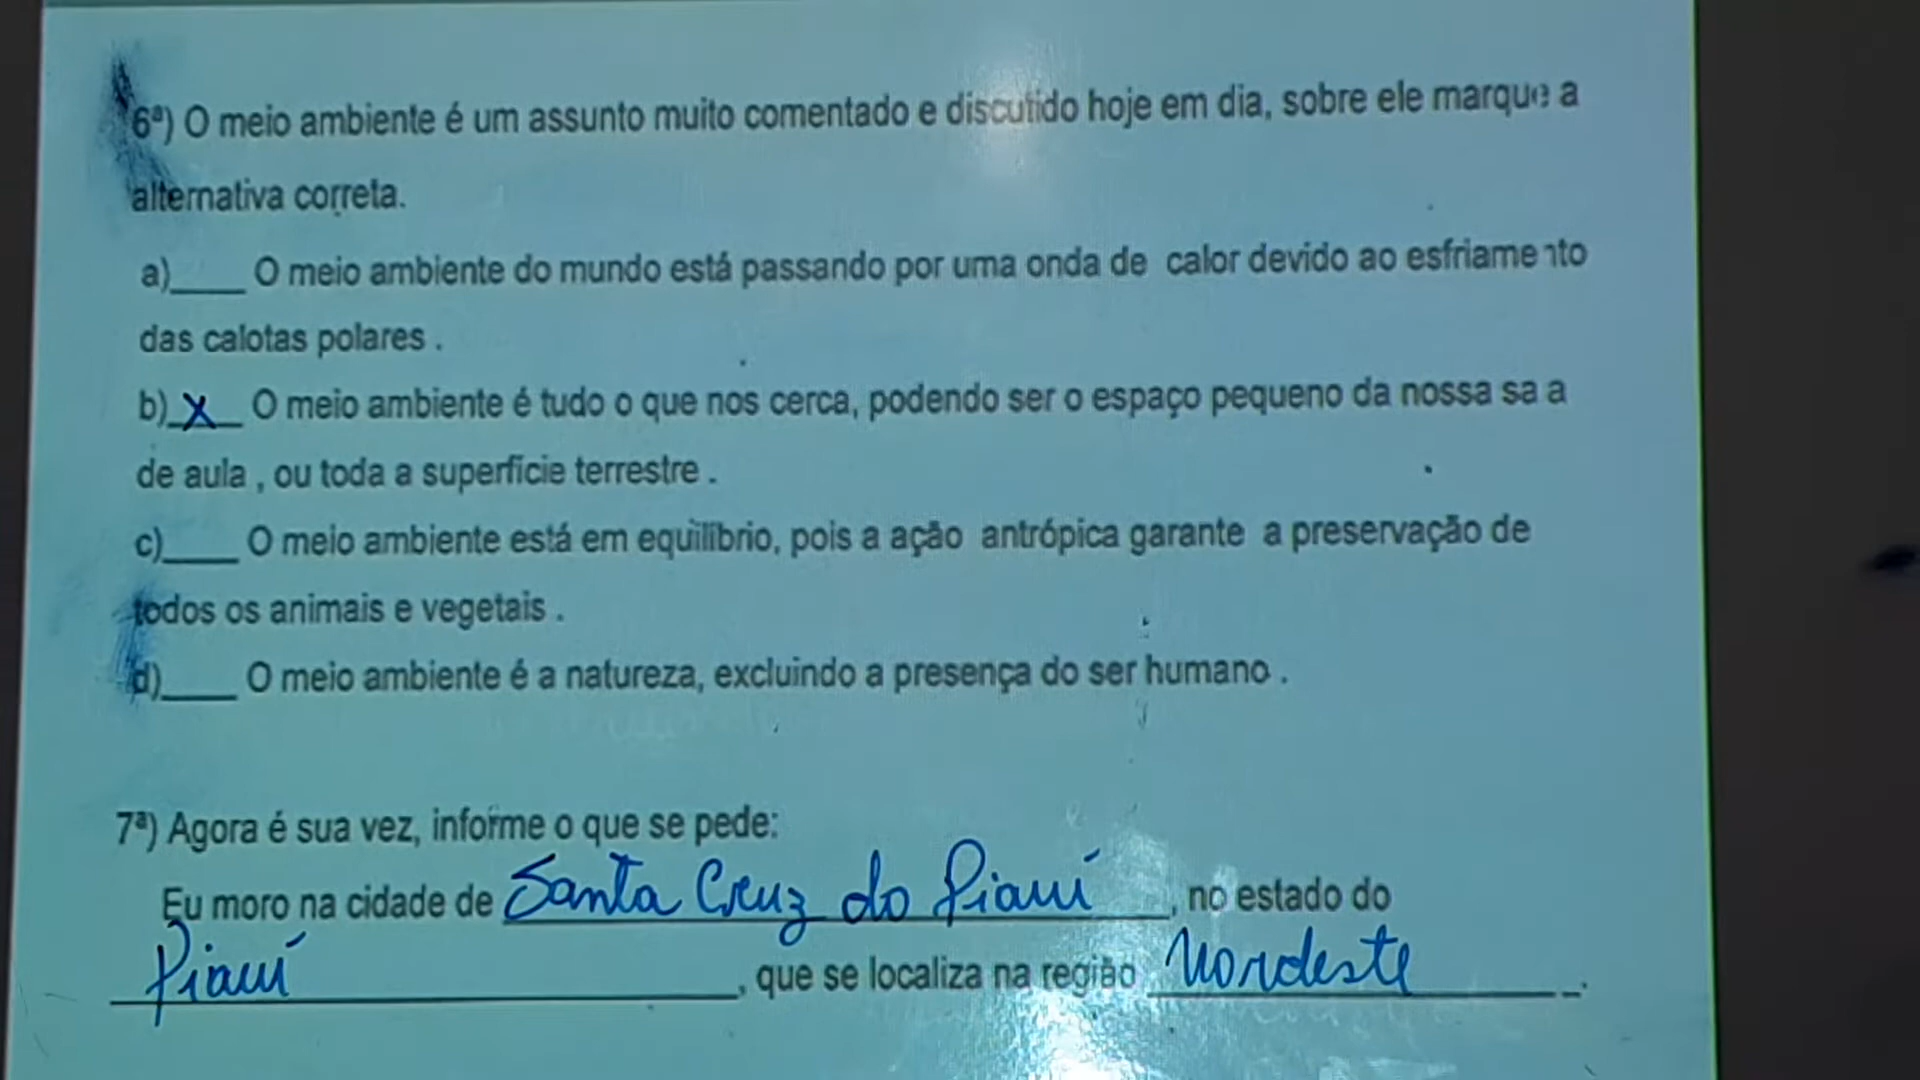 6ª) O meio ambiente é um assunto muito comentado e discutido hoje em dia, sobre ele marque a
alternativa correta.
a)____ O meio ambiente do mundo está passando por uma onda de calor devido ao esfriamento
das calotas polares .
b)_X_ O meio ambiente é tudo o que nos cerca, podendo ser o espaço pequeno da nossa sala
de aula , ou toda a superfície terrestre .
c)____ O meio ambiente está em equilíbrio, pois a ação antrópica garante a preservação de
todos os animais e vegetais .
d)____ O meio ambiente é a natureza, excluindo a presença do ser humano .
7ª) Agora é sua vez, informe o que se pede:
Eu moro na cidade de Santa Cruz do Piauí, no estado do
Piauí, que se localiza na região Nordeste.